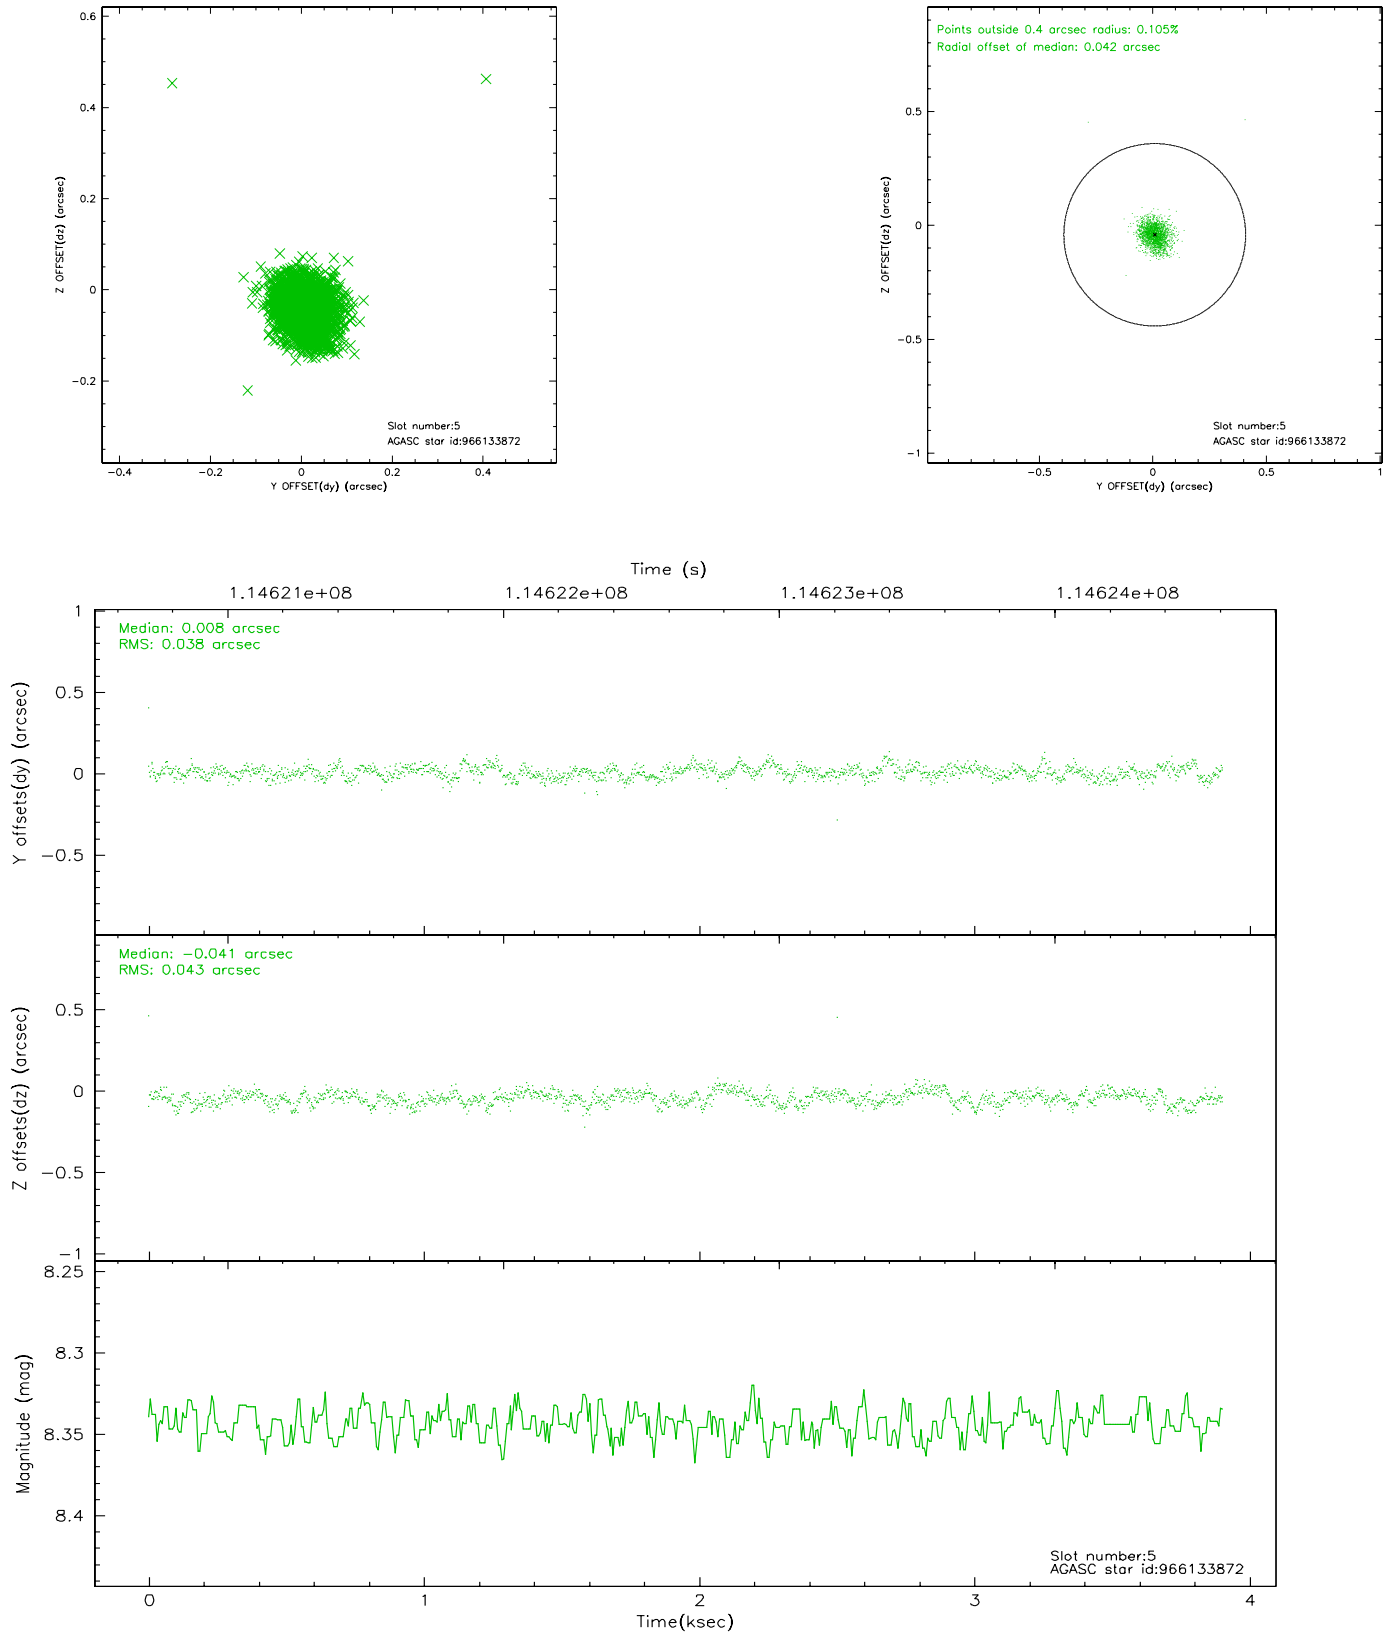 0.6
0.4
0.2
0
−0.2
−0.4
−0.2
0
0.2
0.4
Z OFFSET(dz) (arcsec)
Y OFFSET(dy) (arcsec)
Slot number:5
AGASC star id:966133872
Points outside 0.4 arcsec radius: 0.105%
Radial offset of median: 0.042 arcsec
0.5
0
−0.5
−1
−0.5
0
0.5
1
Z OFFSET(dz) (arcsec)
Y OFFSET(dy) (arcsec)
Slot number:5
AGASC star id:966133872
Time (s)
1.14621e+08
1.14622e+08
1.14623e+08
1.14624e+08
Median: 0.008 arcsec
RMS: 0.038 arcsec
1
0.5
0
−0.5
Y offsets(dy) (arcsec)
Median: −0.041 arcsec
RMS: 0.043 arcsec
0.5
0
−0.5
−1
Z offsets(dz) (arcsec)
8.25
8.3
8.35
8.4
Magnitude (mag)
Slot number:5
AGASC star id:966133872
0
1
2
3
4
Time(ksec)